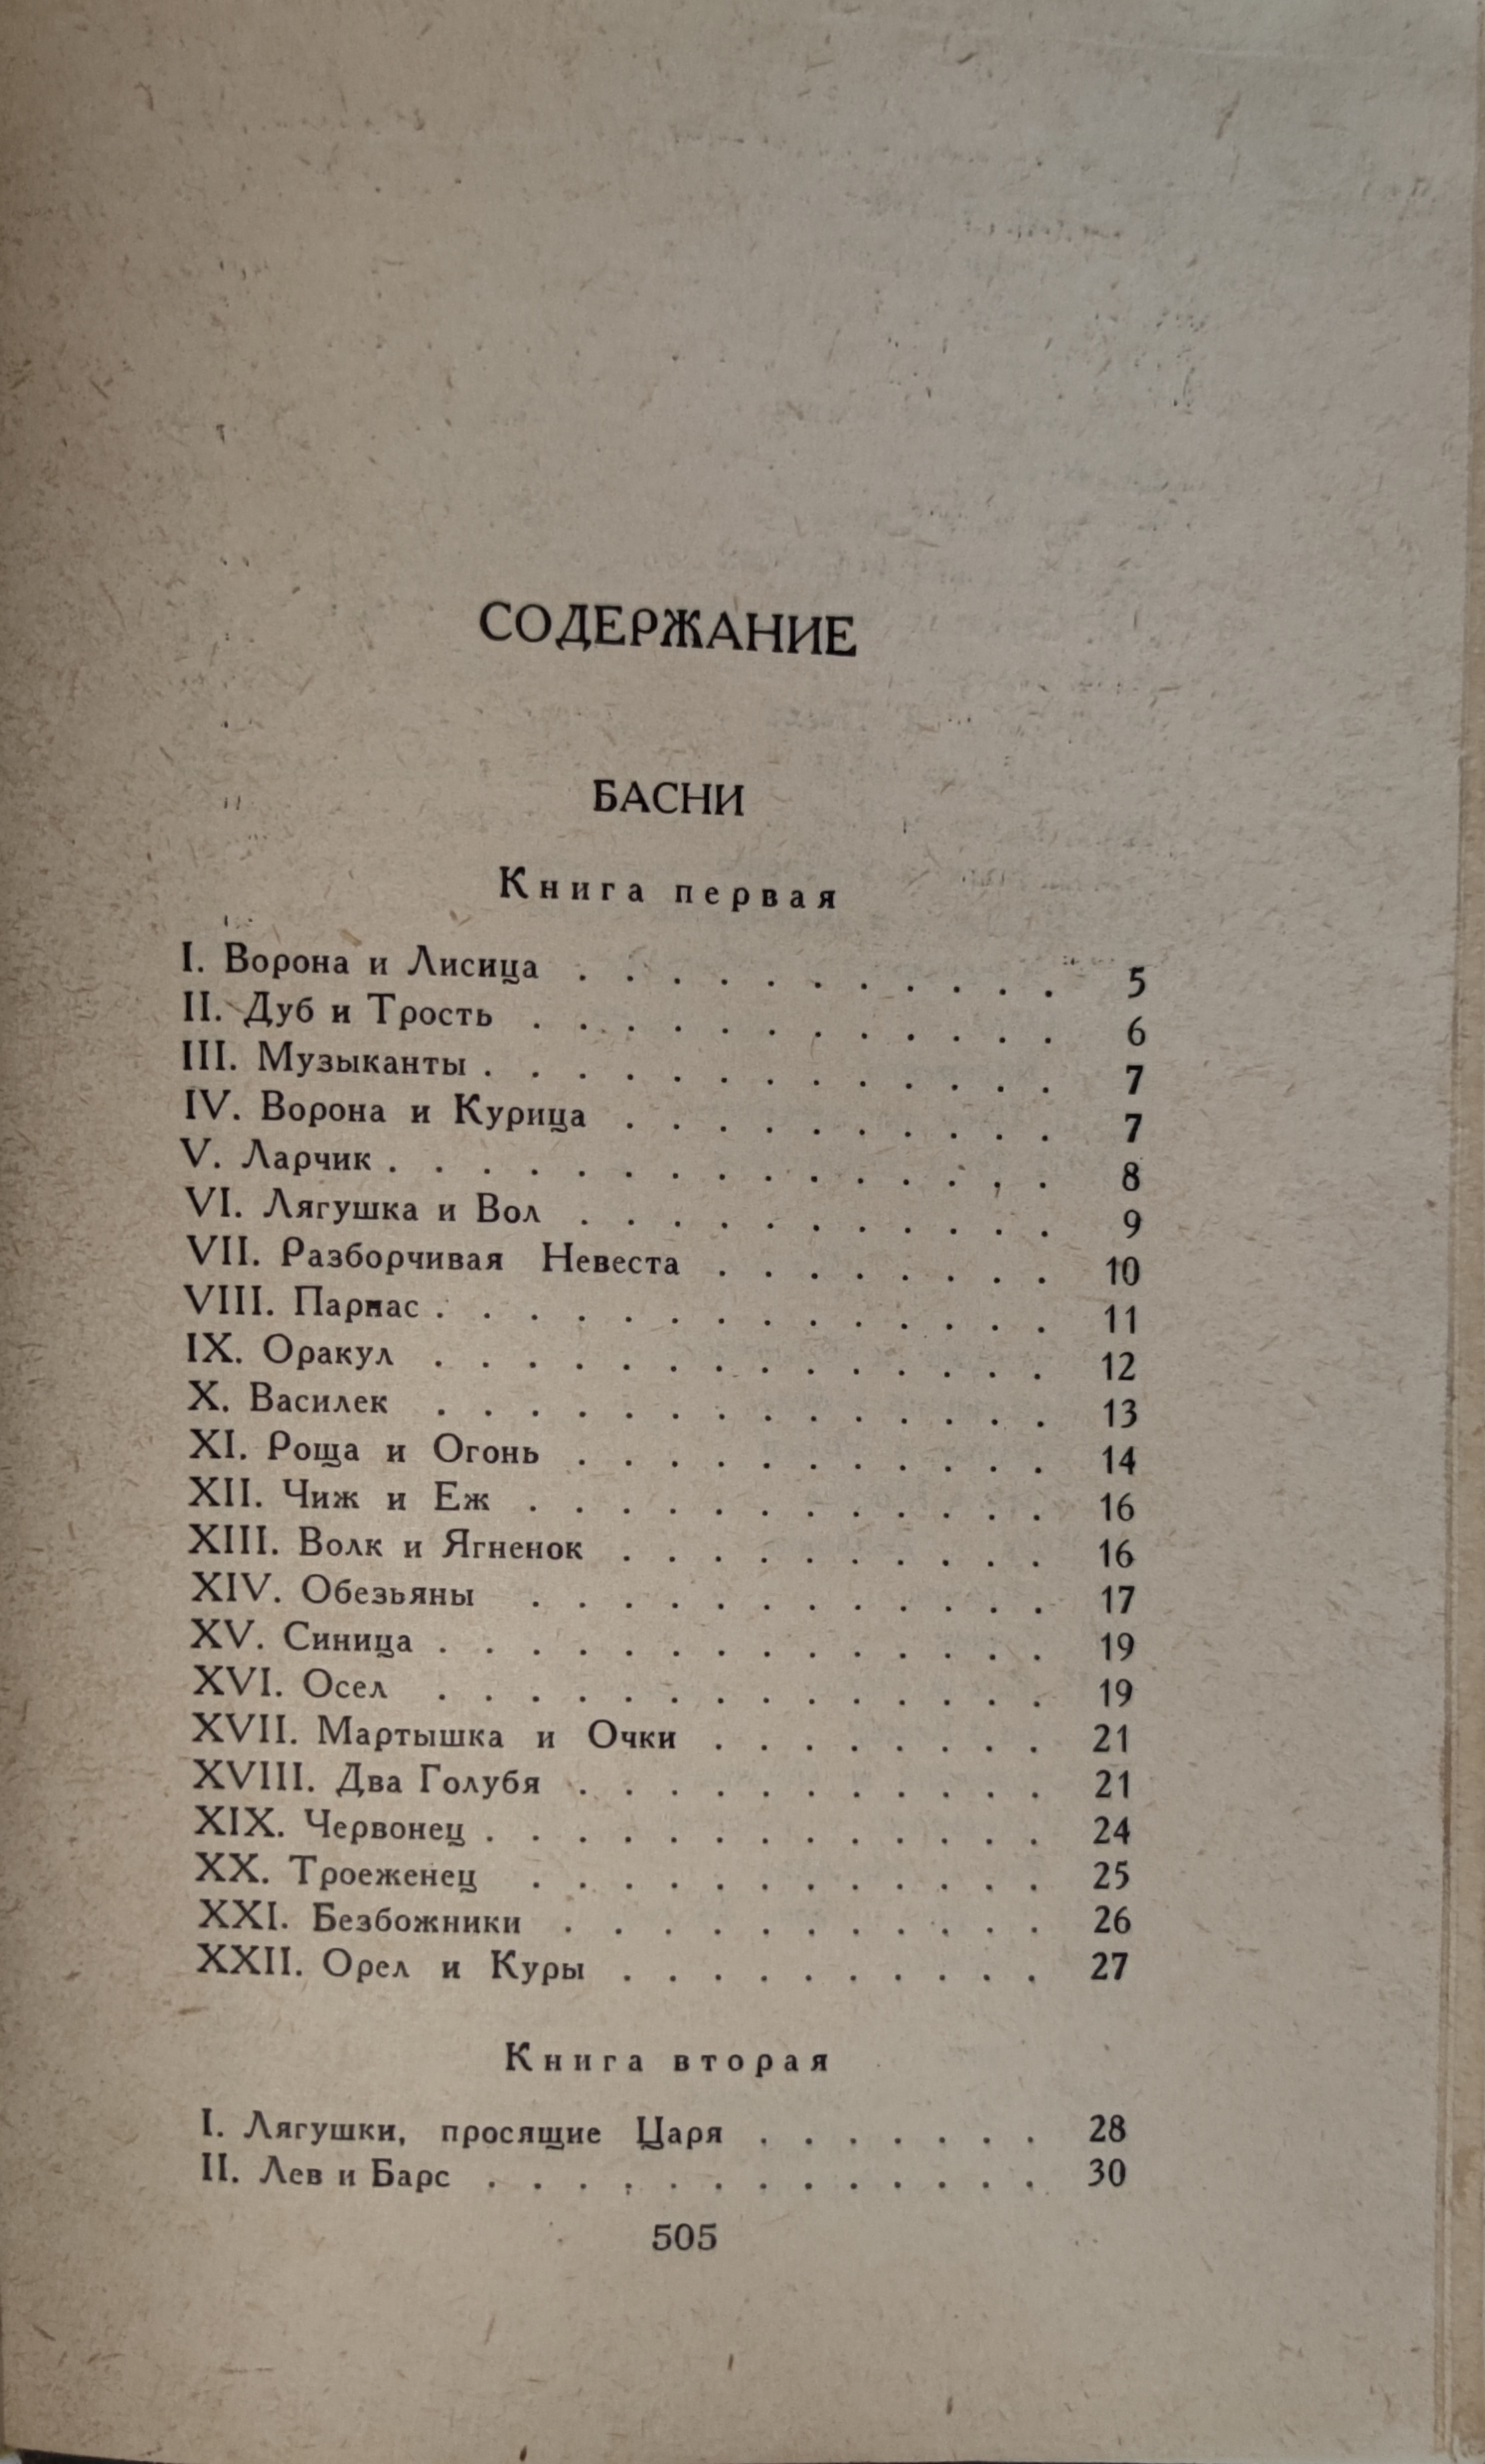 СОДЕРЖАНИЕ
БАСНИ
Книга первая
I. Ворона и Лисица . . . . . . . . . . . 5
II. Дуб и Трость . . . . . . . . . . . . 6
III. Музыканты . . . . . . . . . . . . . 7
IV. Ворона и Курица . . . . . . . . . . 7
V. Ларчик . . . . . . . . . . . . . . . 8
VI. Лягушка и Вол . . . . . . . . . . . 9
VII. Разборчивая Невеста . . . . . . . . 10
VIII. Парнас . . . . . . . . . . . . . . 11
IX. Оракул . . . . . . . . . . . . . . 12
X. Василек . . . . . . . . . . . . . . 13
XI. Роща и Огонь . . . . . . . . . . . 14
XII. Чиж и Еж . . . . . . . . . . . . 16
XIII. Волк и Ягненок . . . . . . . . . . 16
XIV. Обезьяны . . . . . . . . . . . . 17
XV. Синица . . . . . . . . . . . . . . 19
XVI. Осел . . . . . . . . . . . . . . 19
XVII. Мартышка и Очки . . . . . . . . 21
XVIII. Два Голубя . . . . . . . . . . . 21
XIX. Червонец . . . . . . . . . . . . . 24
XX. Троеженец . . . . . . . . . . . . 25
XXI. Безбожники . . . . . . . . . . . 26
XXII. Орел и Куры . . . . . . . . . . 27
Книга вторая
I. Лягушки, просящие Царя . . . . . . . 28
II. Лев и Барс . . . . . . . . . . . . . 30
505